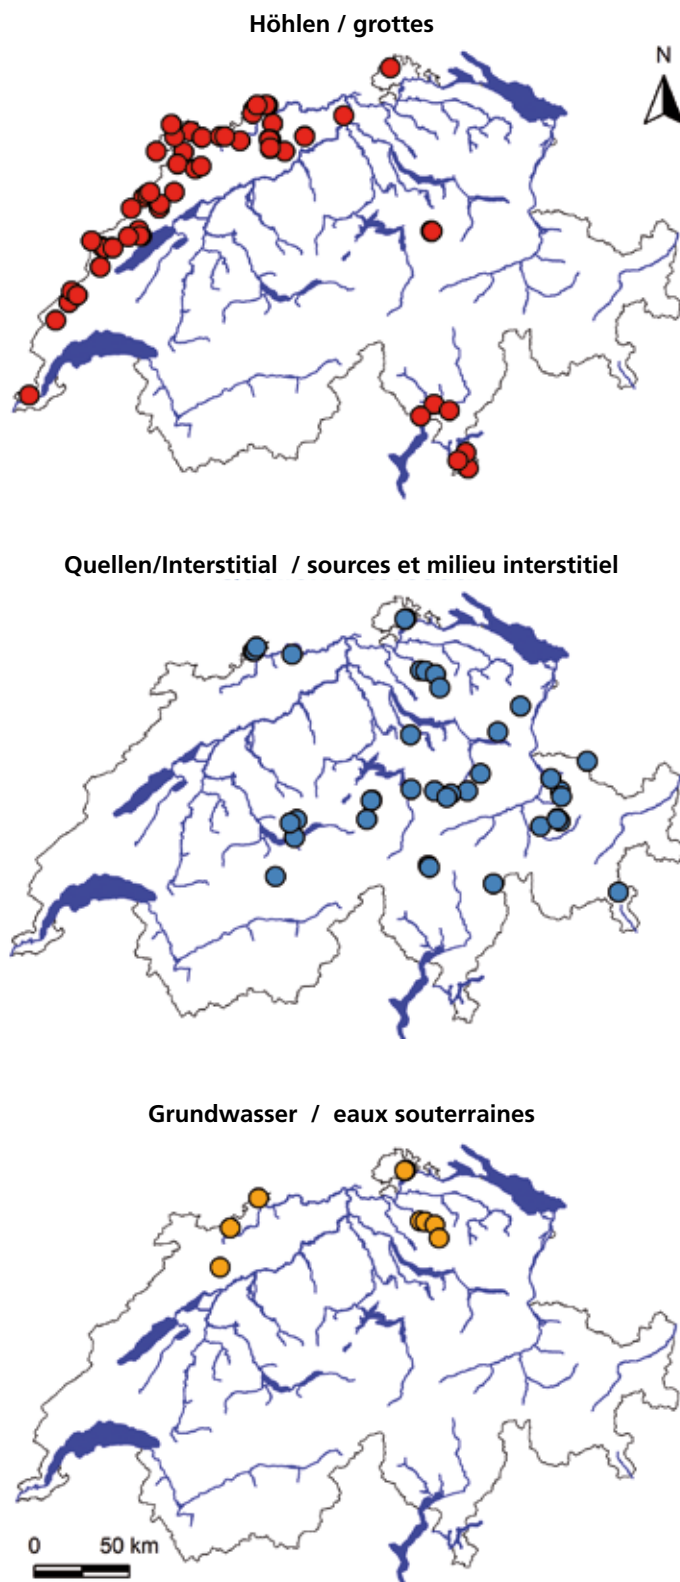 Höhlen / grottes
N
Quellen/Interstitial / sources et milieu interstitiel
Grundwasser / eaux souterraines
0 50 km